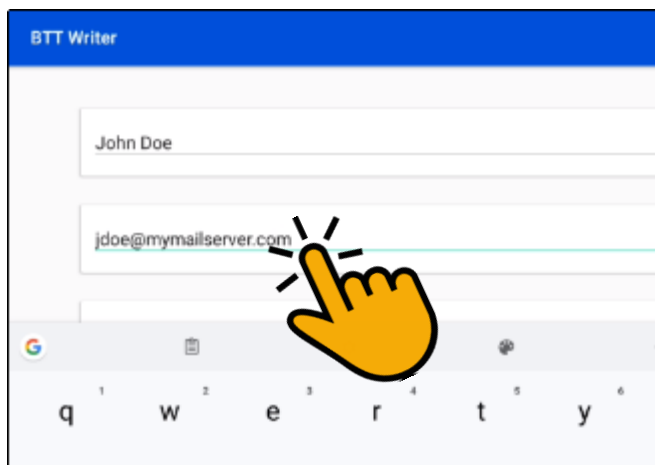 BTT Writer
John Doe
jdoe@mymailserver.com
G
1 2 3 4 5 6
q w e r t y